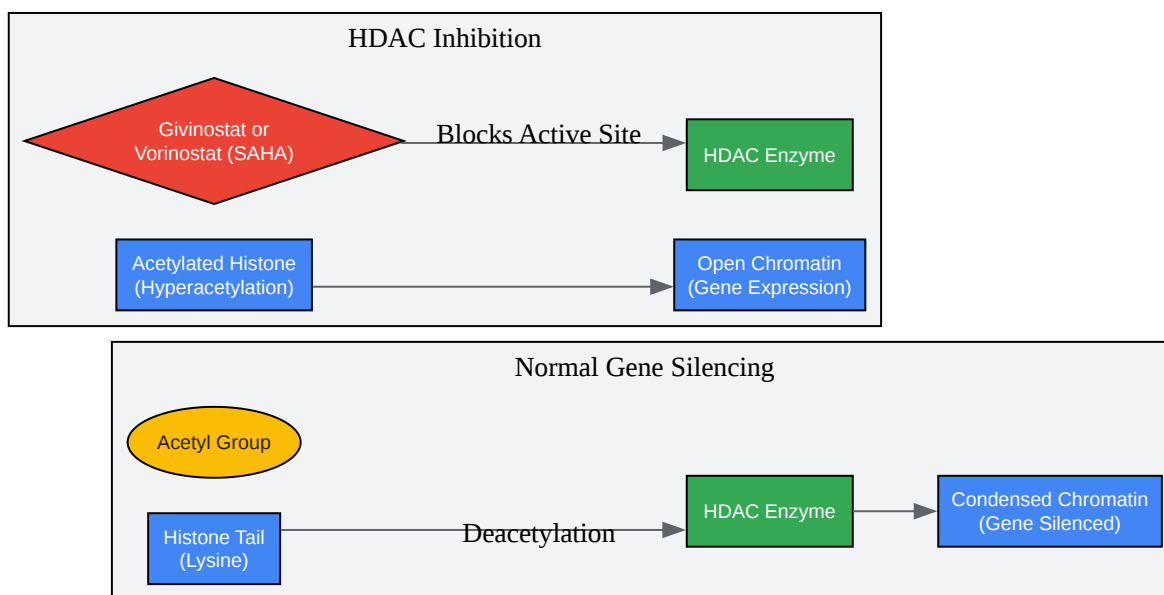 HDAC Inhibition
Givinostat or
Vorinostat (SAHA)
Blocks Active Site
HDAC Enzyme
Acetylated Histone
(Hyperacetylation)
Open Chromatin
(Gene Expression)
Normal Gene Silencing
Acetyl Group
Histone Tail
(Lysine)
Deacetylation
HDAC Enzyme
Condensed Chromatin
(Gene Silenced)